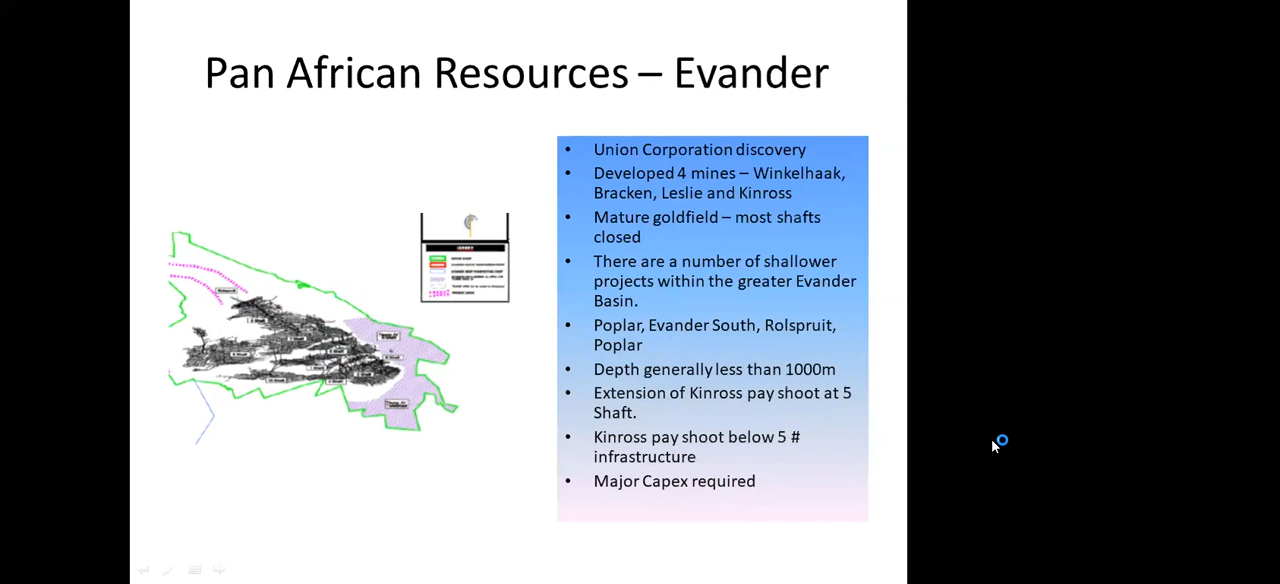 Pan African Resources – Evander
• Union Corporation discovery
• Developed 4 mines – Winkelhaak,
Bracken, Leslie and Kinross
• Mature goldfield – most shafts
closed
• There are a number of shallower
projects within the greater Evander
Basin.
• Poplar, Evander South, Rolspruit,
Poplar
• Depth generally less than 1000m
• Extension of Kinross pay shoot at 5
Shaft.
• Kinross pay shoot below 5 #
infrastructure
• Major Capex required